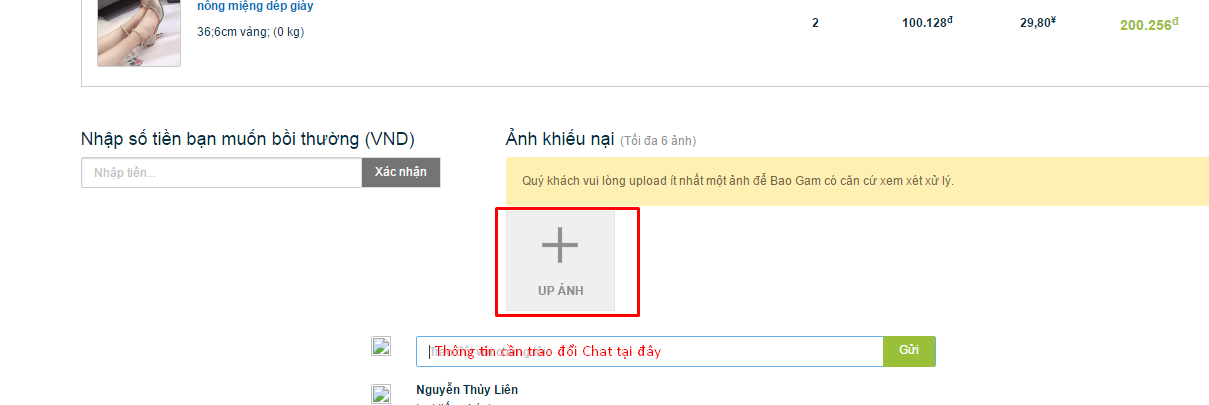 nông miệng dép giày
36;6cm vàng; (0 kg)
2 100.128đ 29,80¥ 200.256đ
Nhập số tiền bạn muốn bồi thường (VND)
Nhập tiền... Xác nhận
Ảnh khiếu nại (Tối đa 6 ảnh)
Quý khách vui lòng upload ít nhất một ảnh để Bao Gam có căn cứ xem xét xử lý.
UP ẢNH
Thông tin cần trao đổi Chat tại đây Gửi
Nguyễn Thùy Liên